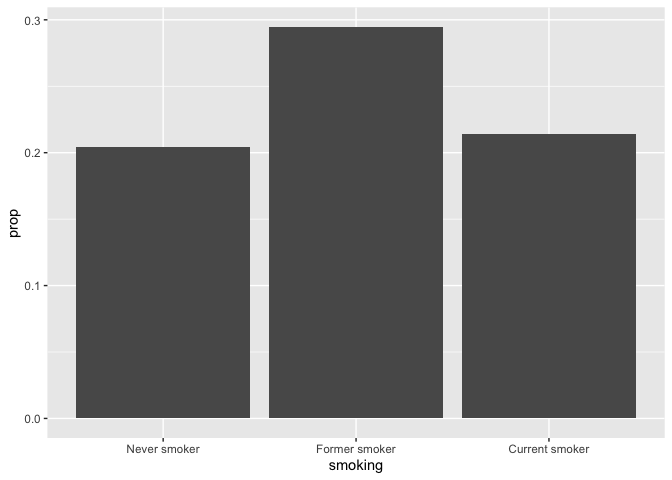 0.3
0.2
0.1
0.0
prop
Never smoker
Former smoker
Current smoker
smoking